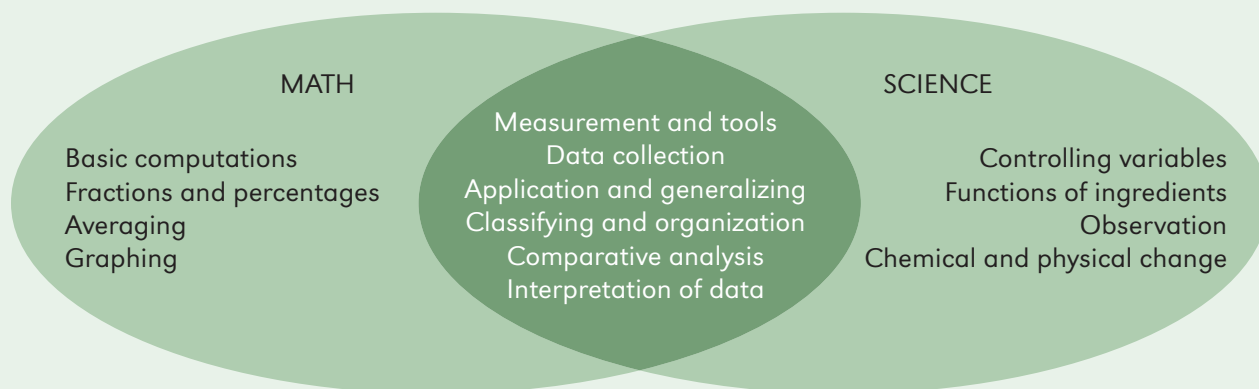 MATH
Basic computations
Fractions and percentages
Averaging
Graphing
Measurement and tools
Data collection
Application and generalizing
Classifying and organization
Comparative analysis
Interpretation of data
SCIENCE
Controlling variables
Functions of ingredients
Observation
Chemical and physical change